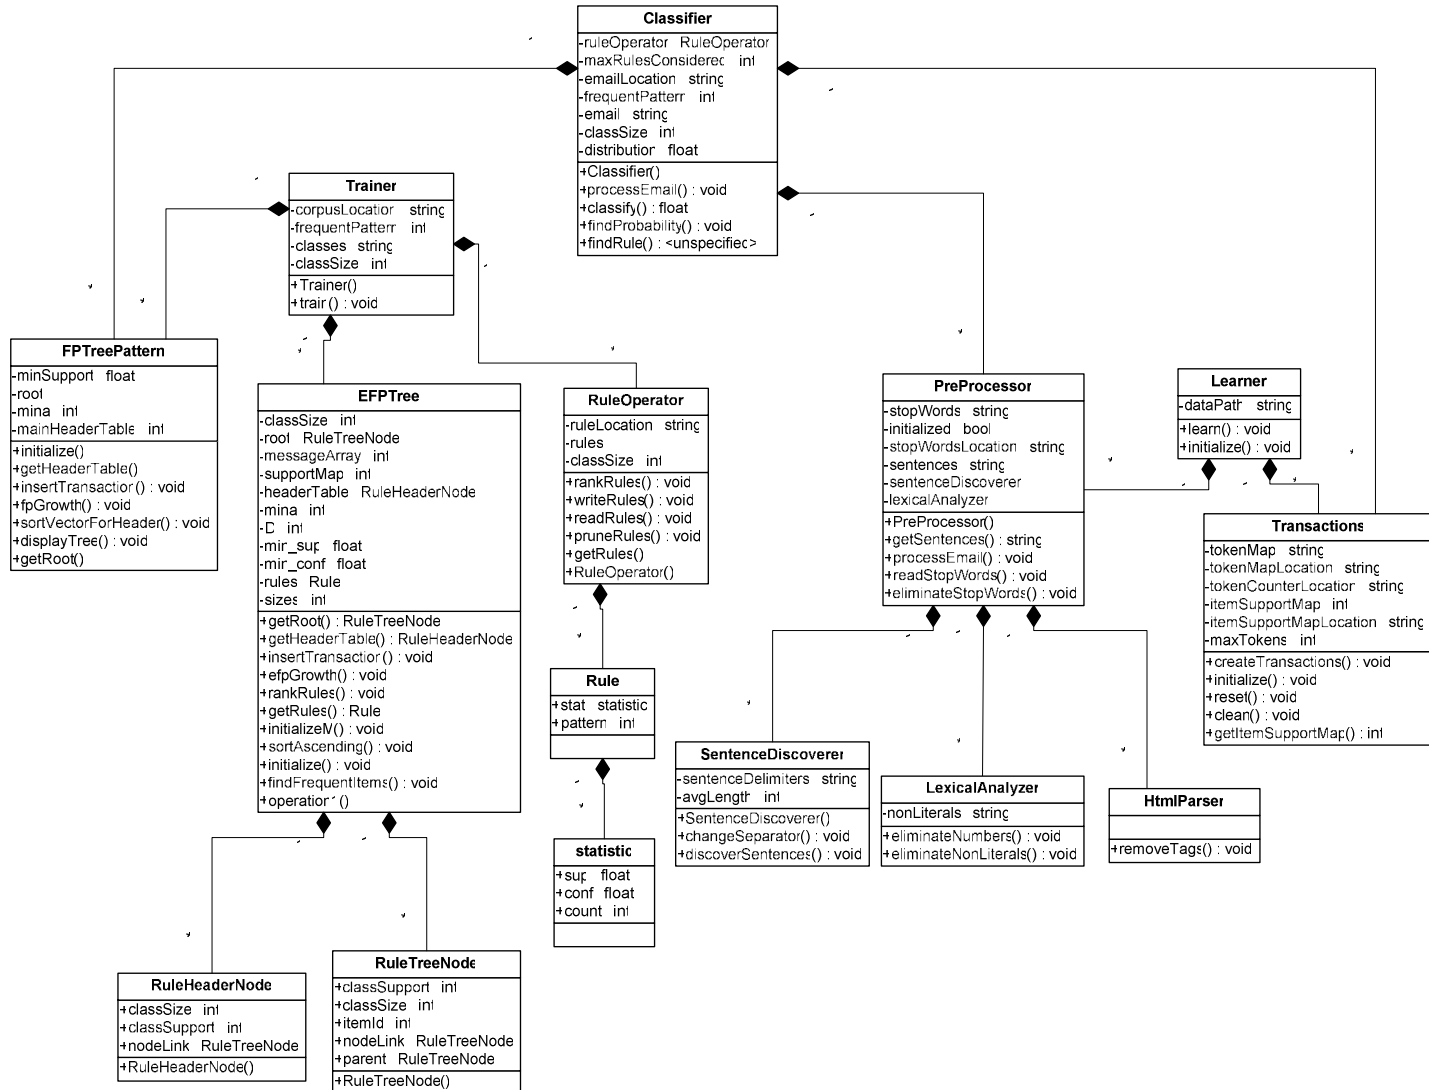 Classifier
-ruleOperator RuleOperator
-maxRulesConsidered int
-emailLocation string
-frequentPattern int
-email string
-classSize int
-distribution float
+Classifier()
+processEmail() : void
+classify() : float
+findProbability() : void
+findRule() : <unspecified>
Trainer
-corpusLocation string
-frequentPattern int
-classes string
-classSize int
+Trainer()
+train() : void
FPTreePattern
-minSupport float
-root
-mina int
-mainHeaderTable int
+initialize()
+getHeaderTable()
+insertTransaction() : void
+fpGrowth() : void
+sortVectorForHeader() : void
+displayTree() : void
+getRoot()
EFPTree
-classSize int
-root RuleTreeNode
-messageArray int
-supportMap int
-headerTable RuleHeaderNode
-mina int
-D int
-min_sup float
-min_conf float
-rules Rule
-sizes int
+getRoot() : RuleTreeNode
+getHeaderTable() : RuleHeaderNode
+insertTransaction() : void
+efpGrowth() : void
+rankRules() : void
+getRules() : Rule
+initializeM() : void
+sortAscending() : void
+initialize() : void
+findFrequentItems() : void
+operation1()
RuleOperator
-ruleLocation string
-rules
-classSize int
+rankRules() : void
+writeRules() : void
+readRules() : void
+pruneRules() : void
+getRules()
+RuleOperator()
PreProcessor
-stopWords string
-initialized bool
-stopWordsLocation string
-sentences string
-sentenceDiscoverer
-lexicalAnalyzer
+PreProcessor()
+getSentences() : string
+processEmail() : void
+readStopWords() : void
+eliminateStopWords() : void
Learner
-dataPath string
+learn() : void
+initialize() : void
Transactions
-tokenMap string
-tokenMapLocation string
-tokenCounterLocation string
-itemSupportMap int
-itemSupportMapLocation string
-maxTokens int
+createTransactions() : void
+initialize() : void
+reset() : void
+clean() : void
+getItemSupportMap() : int
Rule
+stat statistic
+pattern int
statistic
+sup float
+conf float
+count int
SentenceDiscoverer
-sentenceDelimiters string
-avgLength int
+SentenceDiscoverer()
+changeSeparator() : void
+discoverSentences() : void
LexicalAnalyzer
-nonLiterals string
+eliminateNumbers() : void
+eliminateNonLiterals() : void
HtmlParser
+removeTags() : void
RuleHeaderNode
+classSize int
+classSupport int
+nodeLink RuleTreeNode
+RuleHeaderNode()
RuleTreeNode
+classSupport int
+classSize int
+itemId int
+nodeLink RuleTreeNode
+parent RuleTreeNode
+RuleTreeNode()